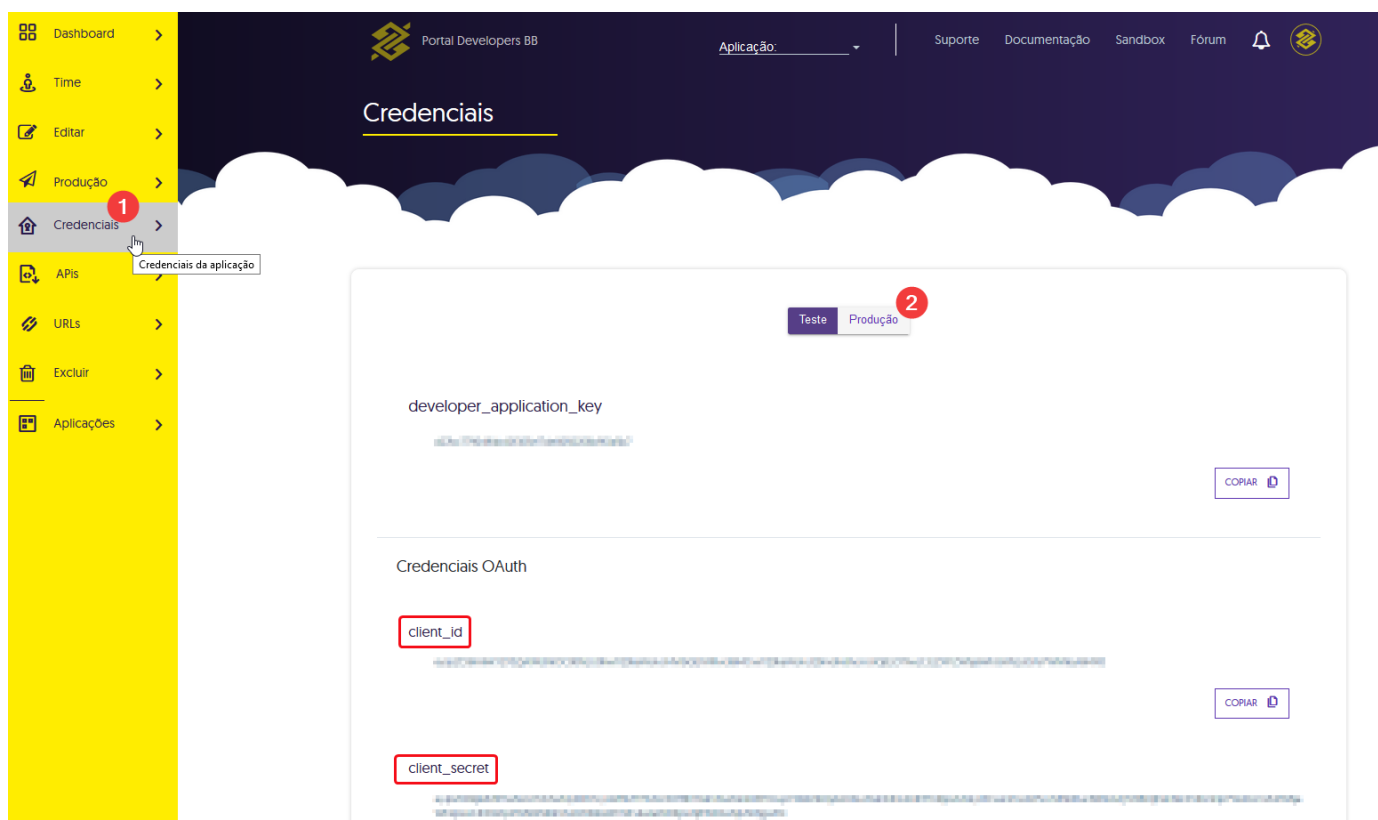 Dashboard
Time
Editar
Produção
1
Credenciais
Credenciais da aplicação
APis
URLs
Excluir
Aplicações
Portal Developers BB
Aplicação:
Suporte Documentação Sandbox Fórum
Credenciais
2
Teste Produção
developer_application_key
COPIAR
Credenciais OAuth
client_id
COPIAR
client_secret